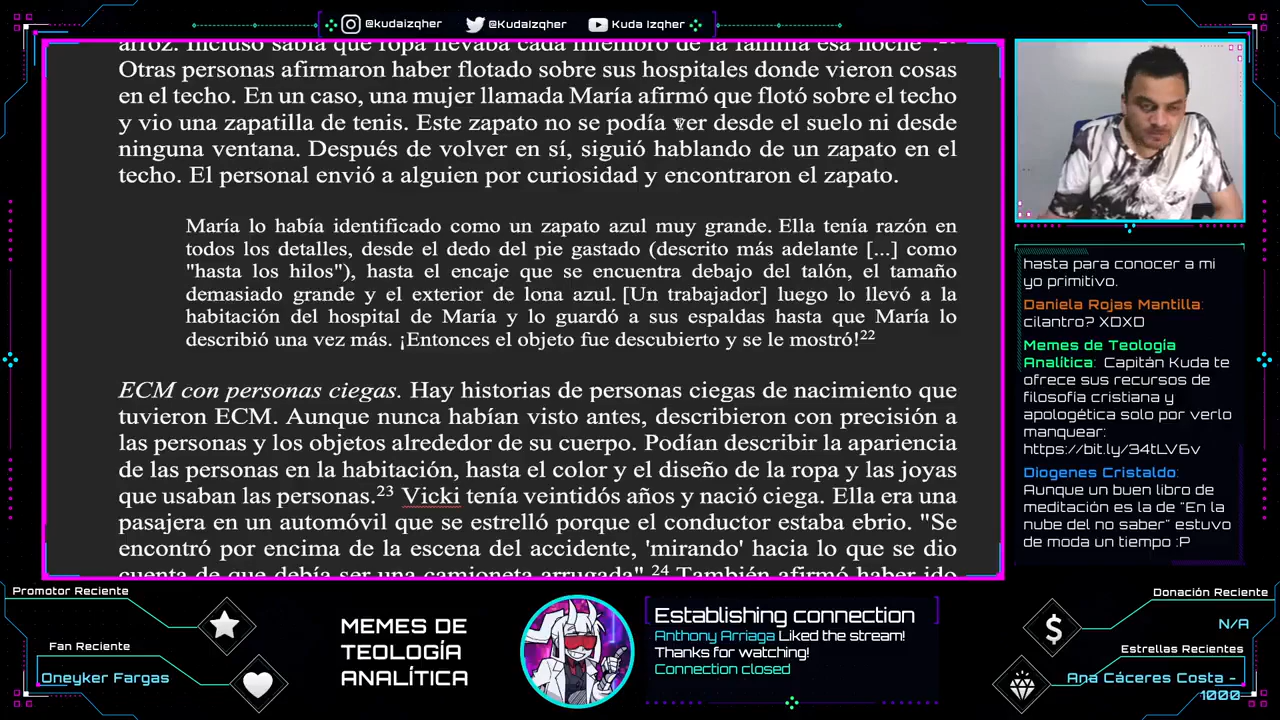 @kudaizqher
@KudaIzqher
Kuda Izqher
arroz. Incluso sabía qué ropa llevaba cada miembro de la familia esa noche".
Otras personas afirmaron haber flotado sobre sus hospitales donde vieron cosas
en el techo. En un caso, una mujer llamada María afirmó que flotó sobre el techo
y vio una zapatilla de tenis. Este zapato no se podía ver desde el suelo ni desde
ninguna ventana. Después de volver en sí, siguió hablando de un zapato en el
techo. El personal envió a alguien por curiosidad y encontraron el zapato.
María lo había identificado como un zapato azul muy grande. Ella tenía razón en
todos los detalles, desde el dedo del pie gastado (descrito más adelante [...] como
"hasta los hilos"), hasta el encaje que se encuentra debajo del talón, el tamaño
demasiado grande y el exterior de lona azul. [Un trabajador] luego lo llevó a la
habitación del hospital de María y lo guardó a sus espaldas hasta que María lo
describió una vez más. ¡Entonces el objeto fue descubierto y se le mostró!22
ECM con personas ciegas. Hay historias de personas ciegas de nacimiento que
tuvieron ECM. Aunque nunca habían visto antes, describieron con precisión a
las personas y los objetos alrededor de su cuerpo. Podían describir la apariencia
de las personas en la habitación, hasta el color y el diseño de la ropa y las joyas
que usaban las personas.23 Vicki tenía veintidós años y nació ciega. Ella era una
pasajera en un automóvil que se estrelló porque el conductor estaba ebrio. "Se
encontró por encima de la escena del accidente, 'mirando' hacia lo que se dio
cuenta de que debía ser una camioneta arrugada".24 También afirmó haber ido
hasta para conocer a mi
yo primitivo.
Daniela Rojas Mantilla:
cilantro? XDXD
Memes de Teología
Analítica: Capitán Kuda te
ofrece sus recursos de
filosofía cristiana y
apologética solo por verlo
manquear:
https://bit.ly/34tLV6v
Diogenes Cristaldo:
Aunque un buen libro de
meditación es la de "En la
nube del no saber" estuvo
de moda un tiempo :P
Promotor Reciente
Fan Reciente
Oneyker Fargas
MEMES DE
TEOLOGÍA
ANALÍTICA
Establishing connection
Anthony Arriaga Liked the stream!
Thanks for watching!
Connection closed
Donación Reciente
N/A
Estrellas Recientes
Ana Cáceres Costa -
1000